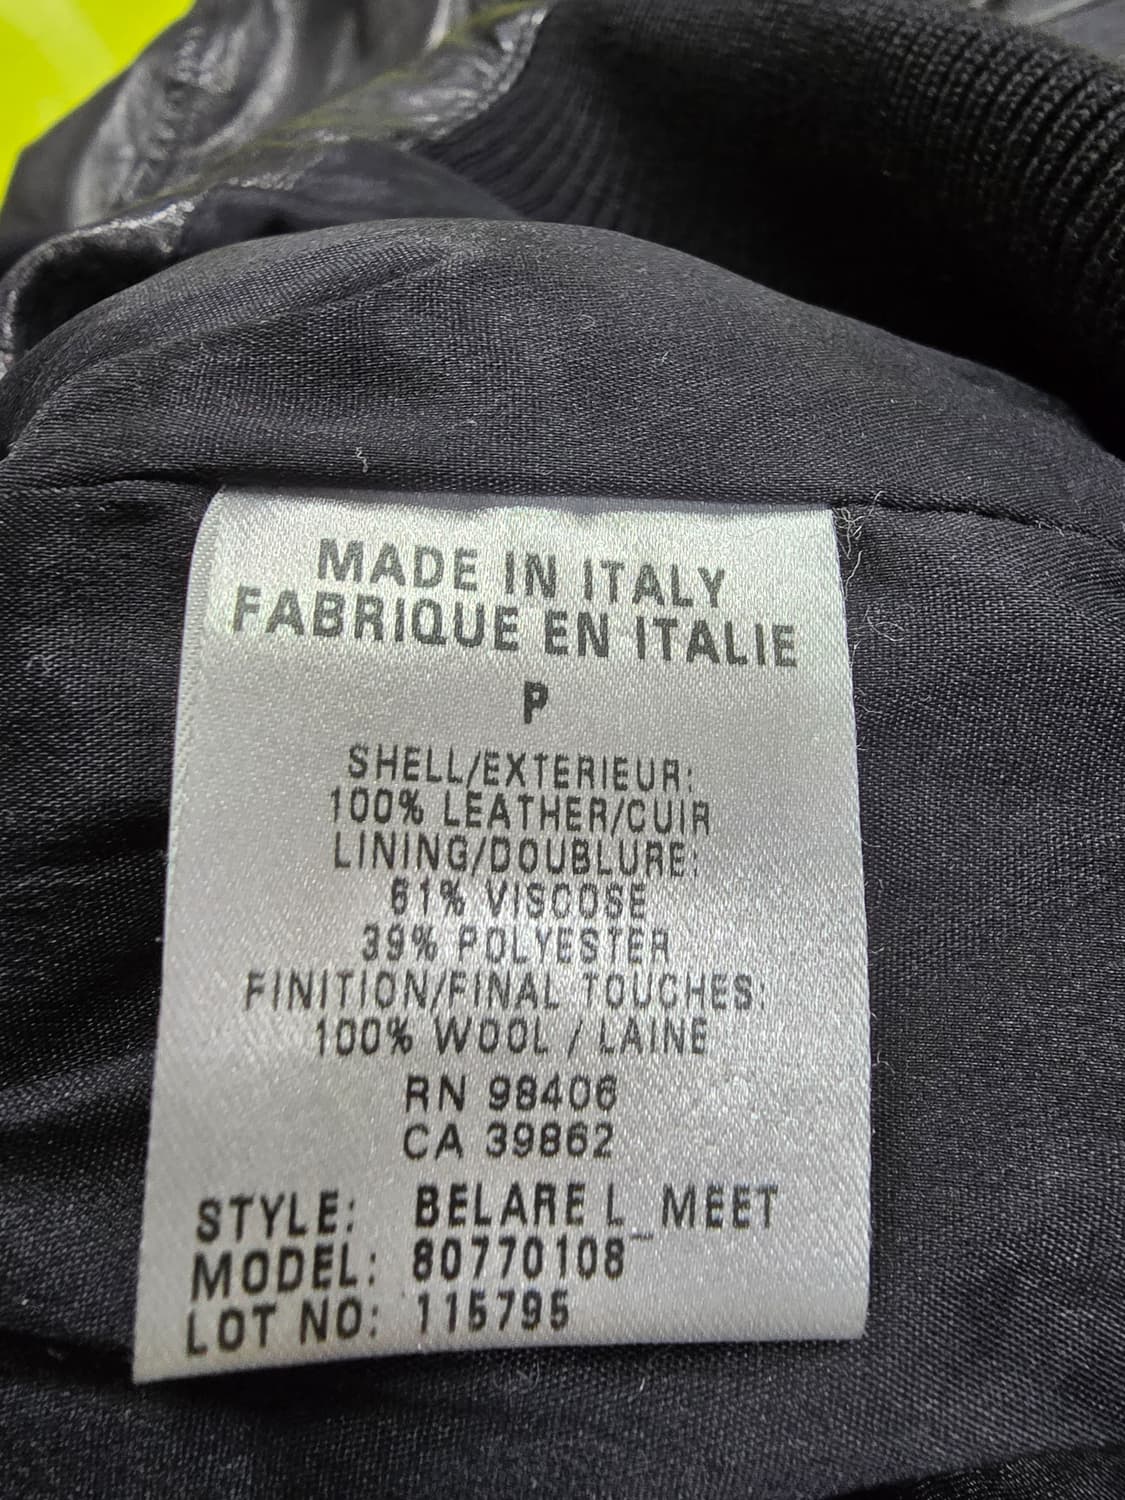 MADE IN ITALY
FABRIQUE EN ITALIE
P
SHELL/EXTERIEUR:
100% LEATHER/CUIR
LINING/DOUBLURE:
61% VISCOSE
39% POLYESTER
FINITION/FINAL TOUCHES:
100% WOOL / LAINE
RN 98406
CA 39862
STYLE: BELARE L_MEET
MODEL: 80770108
LOT NO: 115795